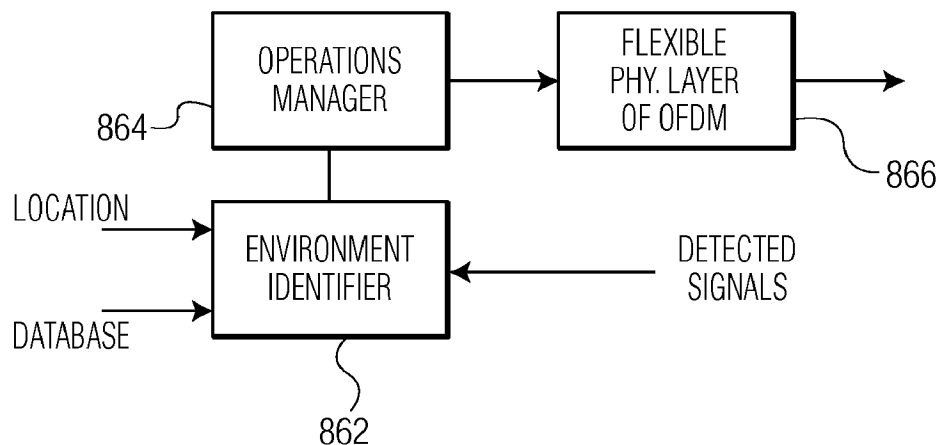 OPERATIONS
MANAGER
FLEXIBLE
PHY. LAYER
OF OFDM
864
866
LOCATION
DATABASE
ENVIRONMENT
IDENTIFIER
DETECTED
SIGNALS
862